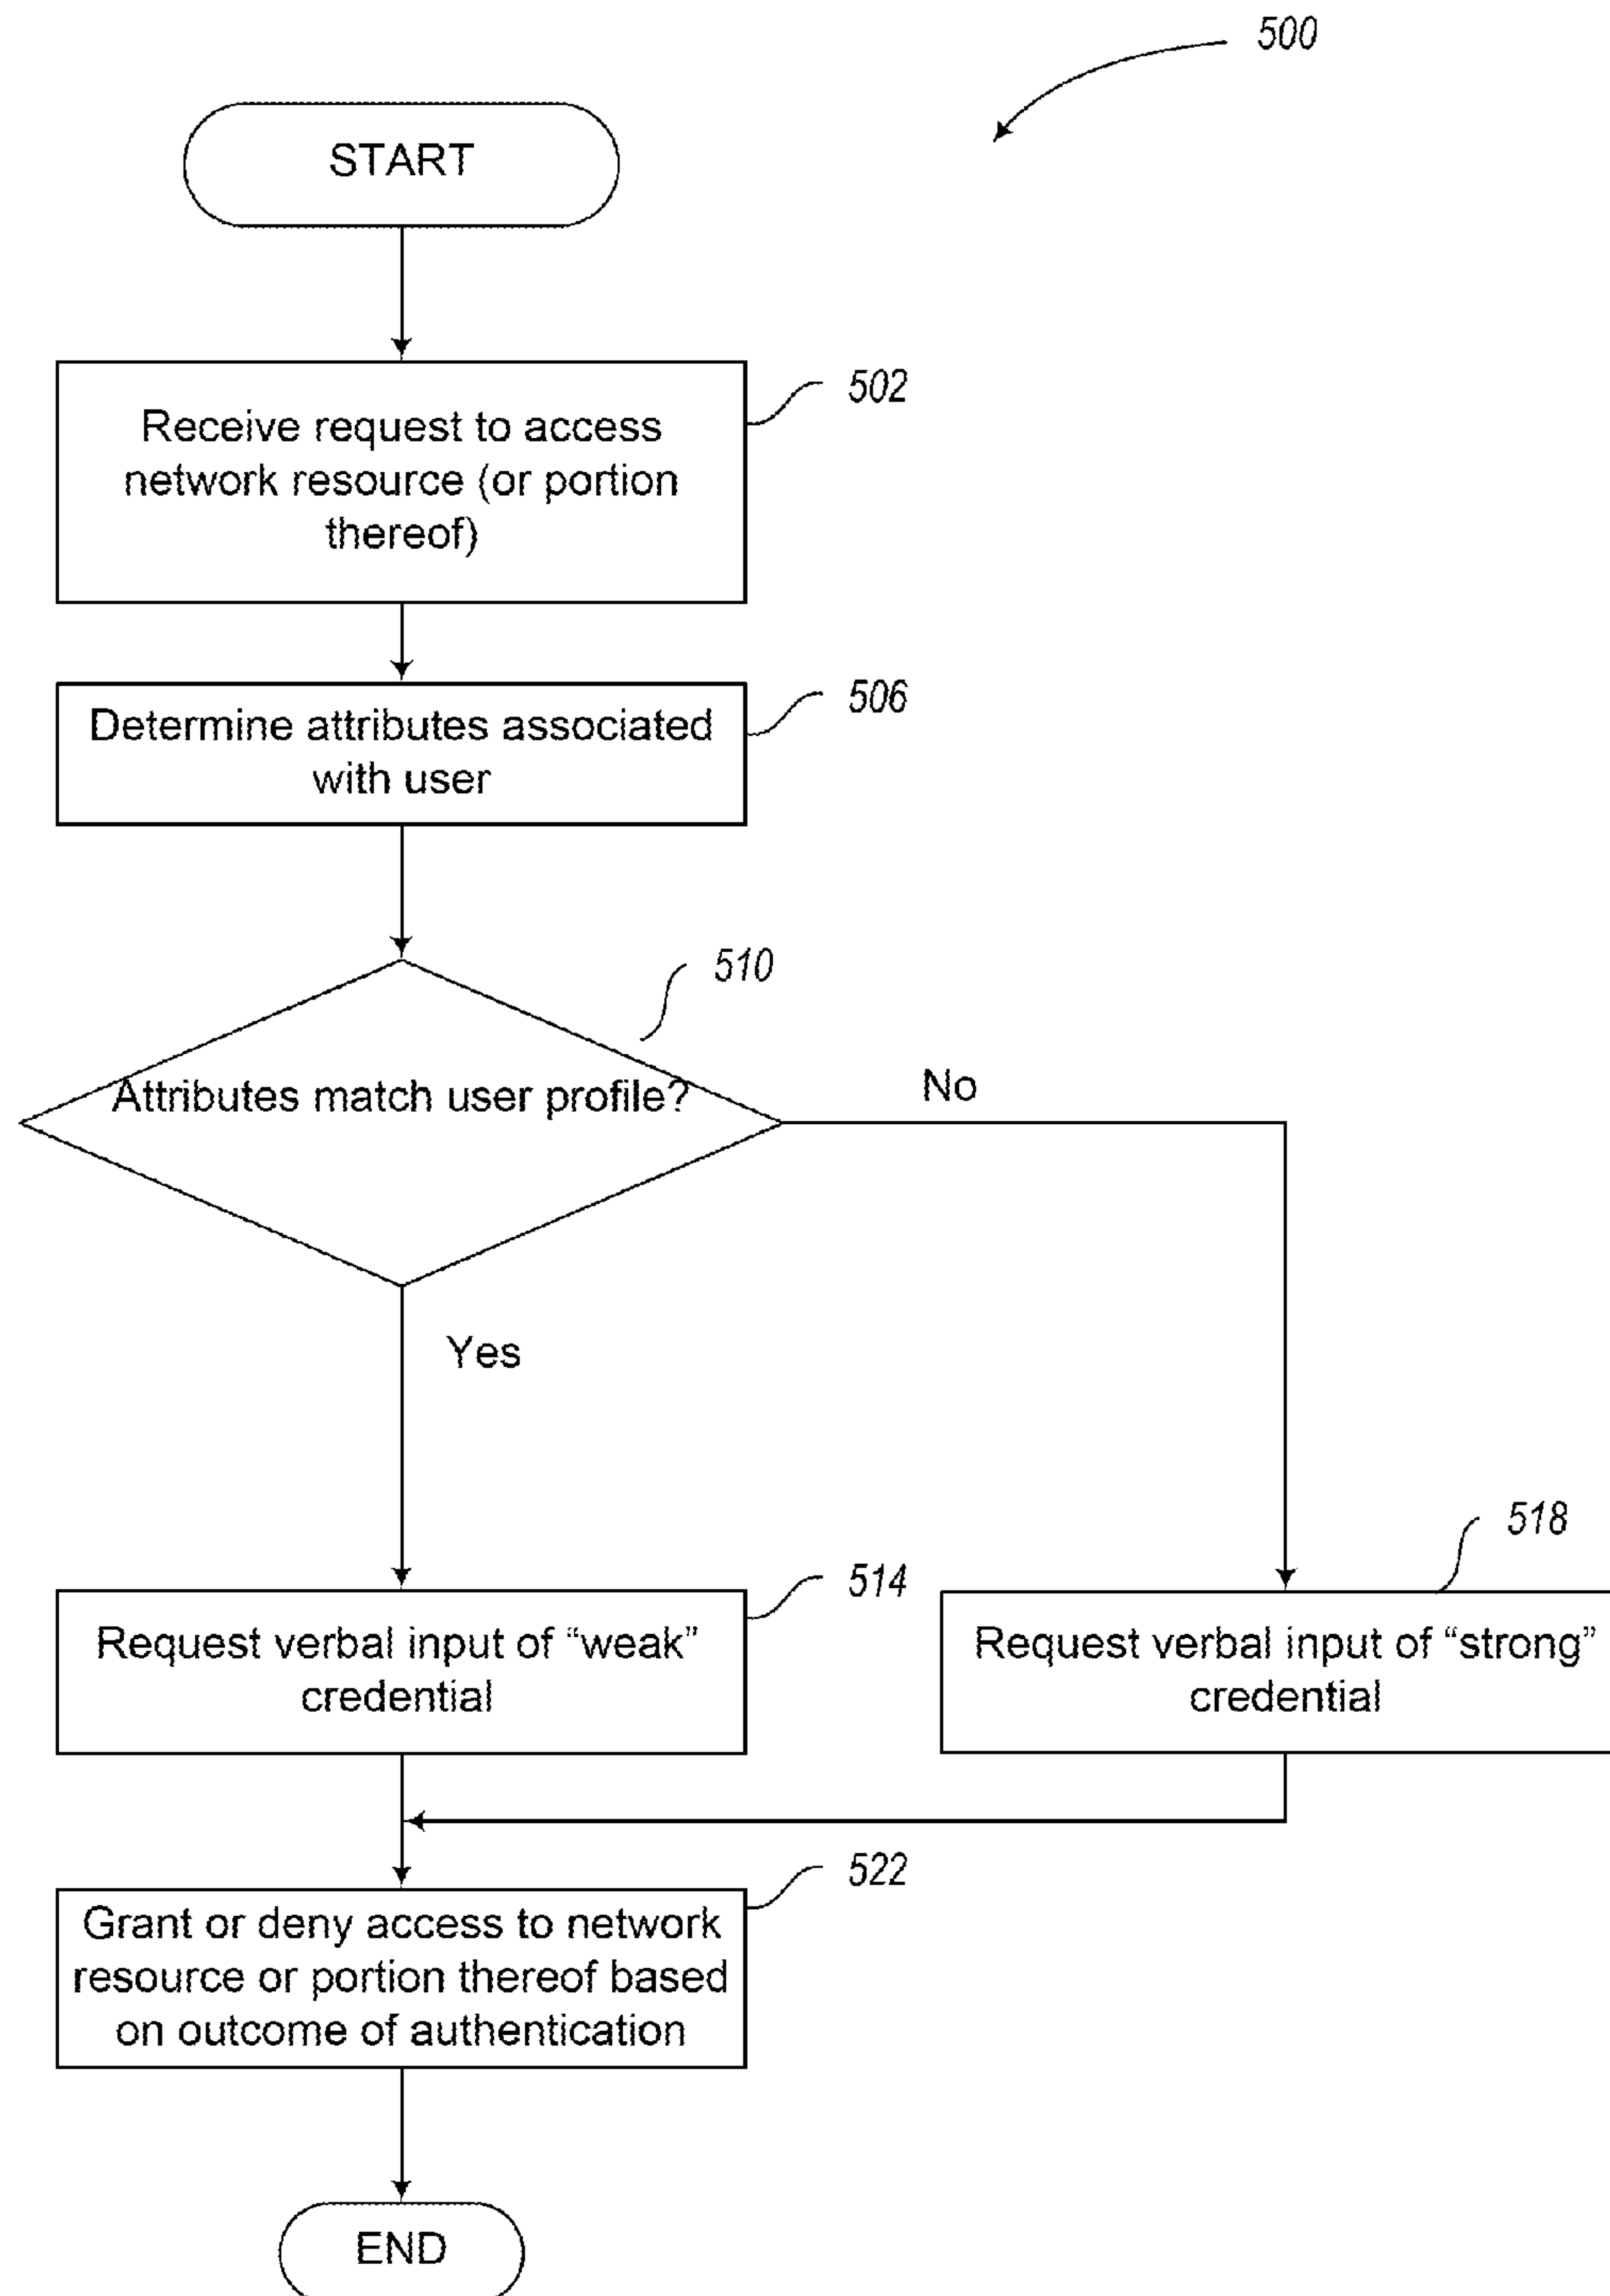 500
START
502
Receive request to access
network resource (or portion
thereof)
506
Determine attributes associated
with user
510
Attributes match user profile?
No
Yes
514
Request verbal input of “weak”
credential
518
Request verbal input of “strong”
credential
522
Grant or deny access to network
resource or portion thereof based
on outcome of authentication
END